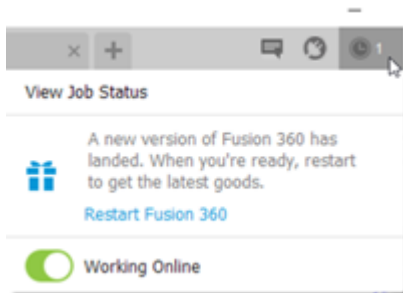 1
View Job Status
A new version of Fusion 360 has
landed. When you're ready, restart
to get the latest goods.
Restart Fusion 360
Working Online